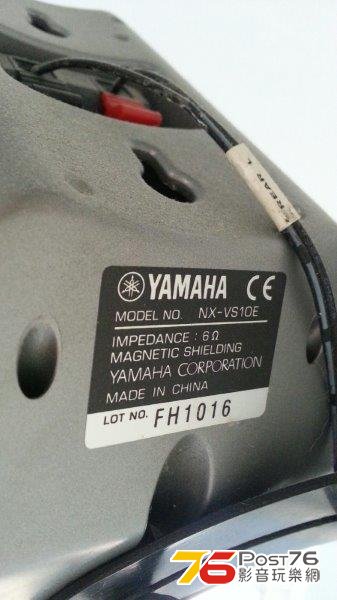 REAR L
YAMAHA CE
MODEL NO. NX-VS10E
IMPEDANCE : 6Ω
MAGNETIC SHIELDING
YAMAHA CORPORATION
MADE IN CHINA
LOT NO. FH1016
76 Post76
影音玩樂網